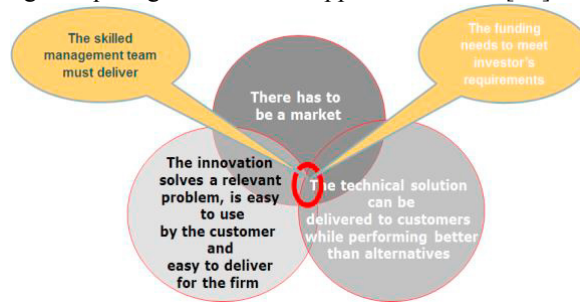 The skilled
management team
must deliver
The funding
needs to meet
investor's
requirements
There has to
be a market
The innovation
solves a relevant
problem, is easy
to use
by the customer
and
easy to deliver
for the firm
The technical solution
can be
delivered to customers
while performing better
than alternatives